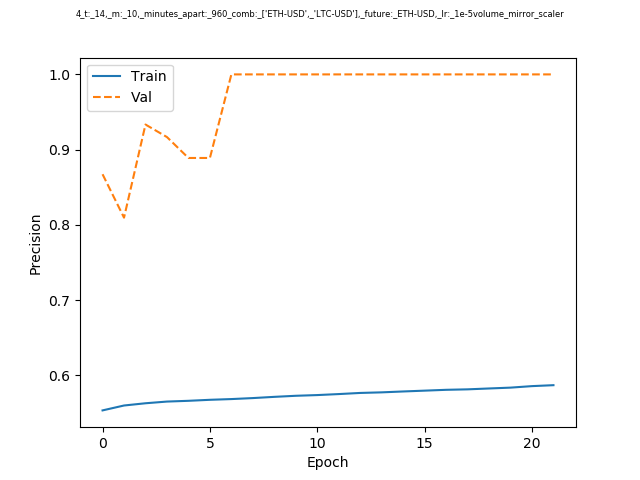 4_t:_14,_m:_10,_minutes_apart:_960_comb:_['ETH-USD',_'LTC-USD'],_future:_ETH-USD,_lr:_1e-5volume_mirror_scaler
Train
Val
1.0
0.9
0.8
0.7
0.6
Precision
0 5 10 15 20
Epoch